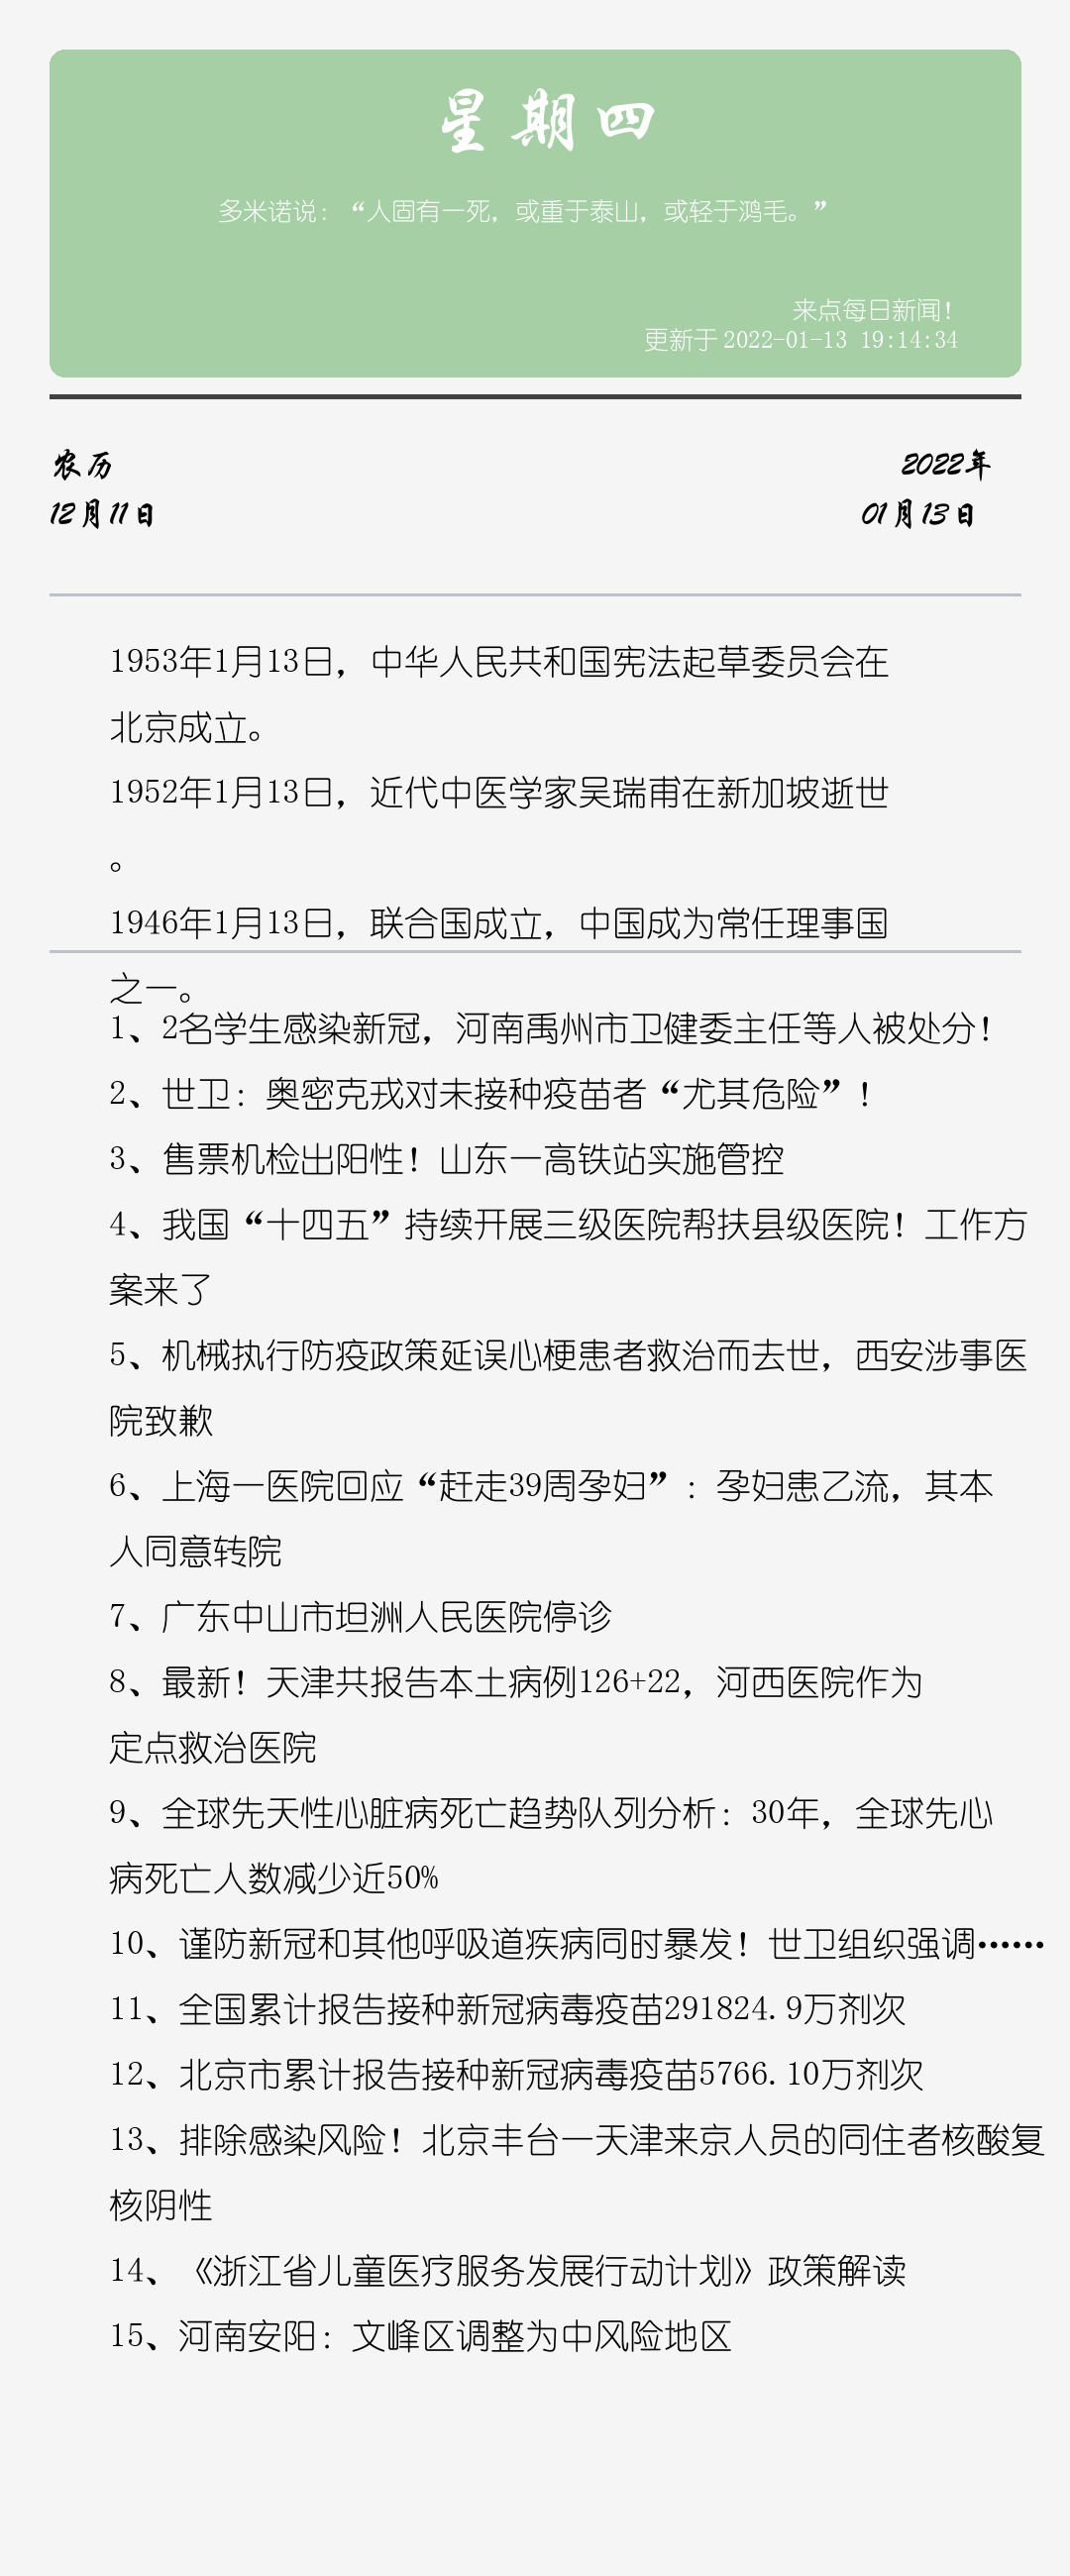 星期四
多米诺说：“人固有一死，或重于泰山，或轻于鸿毛。”
来点每日新闻！
更新于 2022-01-13 19:14:34
农历
2022年
12月11日
01月13日
1953年1月13日，中华人民共和国宪法起草委员会在
北京成立。
1952年1月13日，近代中医学家吴瑞甫在新加坡逝世
。
1946年1月13日，联合国成立，中国成为常任理事国
之一。
1、2名学生感染新冠，河南禹州市卫健委主任等人被处分！
2、世卫：奥密克戎对未接种疫苗者“尤其危险”！
3、售票机检出阳性！山东一高铁站实施管控
4、我国“十四五”持续开展三级医院帮扶县级医院！工作方
案来了
5、机械执行防疫政策延误心梗患者救治而去世，西安涉事医
院致歉
6、上海一医院回应“赶走39周孕妇”：孕妇患乙流，其本
人同意转院
7、广东中山市坦洲人民医院停诊
8、最新！天津共报告本土病例126+22，河西医院作为
定点救治医院
9、全球先天性心脏病死亡趋势队列分析：30年，全球先心
病死亡人数减少近50%
10、谨防新冠和其他呼吸道疾病同时暴发！世卫组织强调……
11、全国累计报告接种新冠病毒疫苗291824.9万剂次
12、北京市累计报告接种新冠病毒疫苗5766.10万剂次
13、排除感染风险！北京丰台一天津来京人员的同住者核酸复
核阴性
14、《浙江省儿童医疗服务发展行动计划》政策解读
15、河南安阳：文峰区调整为中风险地区